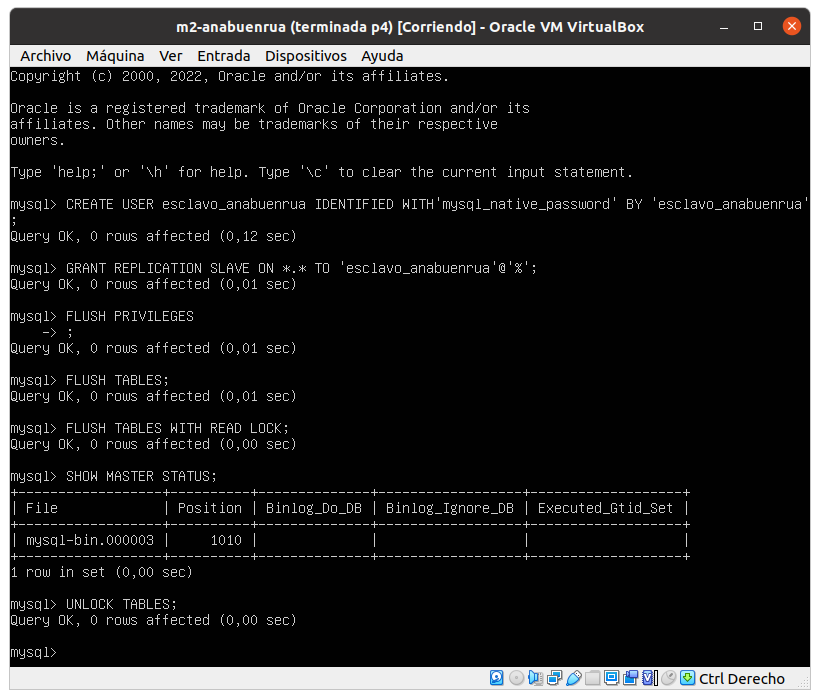 m2-anabuenrua (terminada p4) [Corriendo] - Oracle VM VirtualBox
Archivo Máquina Ver Entrada Dispositivos Ayuda
Copyright (c) 2000, 2022, Oracle and/or its affiliates.
Oracle is a registered trademark of Oracle Corporation and/or its
affiliates. Other names may be trademarks of their respective
owners.
Type 'help;' or '\h' for help. Type '\c' to clear the current input statement.
mysql> CREATE USER esclavo_anabuenrua IDENTIFIED WITH'mysql_native_password' BY 'esclavo_anabuenrua'
;
Query OK, 0 rows affected (0,12 sec)
mysql> GRANT REPLICATION SLAVE ON *.* TO 'esclavo_anabuenrua'@'%';
Query OK, 0 rows affected (0,01 sec)
mysql> FLUSH PRIVILEGES
    -> ;
Query OK, 0 rows affected (0,01 sec)
mysql> FLUSH TABLES;
Query OK, 0 rows affected (0,01 sec)
mysql> FLUSH TABLES WITH READ LOCK;
Query OK, 0 rows affected (0,00 sec)
mysql> SHOW MASTER STATUS;
+------------------+----------+--------------+------------------+-------------------+
| File             | Position | Binlog_Do_DB | Binlog_Ignore_DB | Executed_Gtid_Set |
+------------------+----------+--------------+------------------+-------------------+
| mysql-bin.000003 |     1010 |              |                  |                   |
+------------------+----------+--------------+------------------+-------------------+
1 row in set (0,00 sec)
mysql> UNLOCK TABLES;
Query OK, 0 rows affected (0,00 sec)
mysql>
Ctrl Derecho